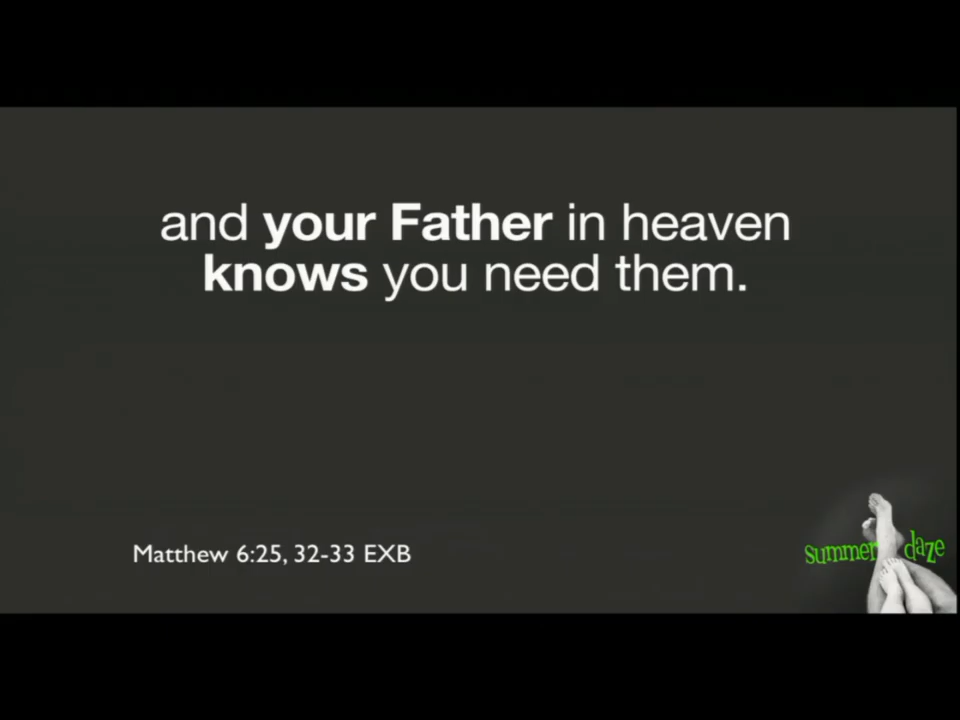 and your Father in heaven
knows you need them.
Matthew 6:25, 32-33 EXB
summer daze